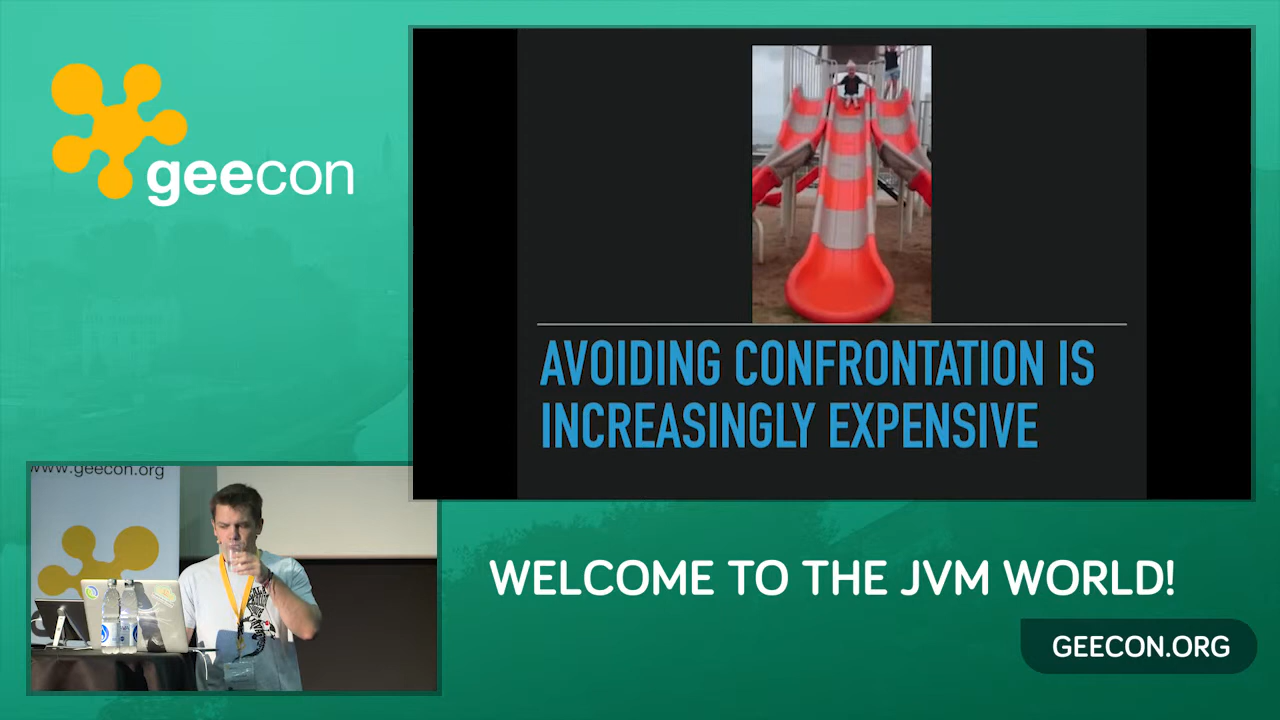 geecon
AVOIDING CONFRONTATION IS
INCREASINGLY EXPENSIVE
www.geecon.org
WELCOME TO THE JVM WORLD!
GEECON.ORG